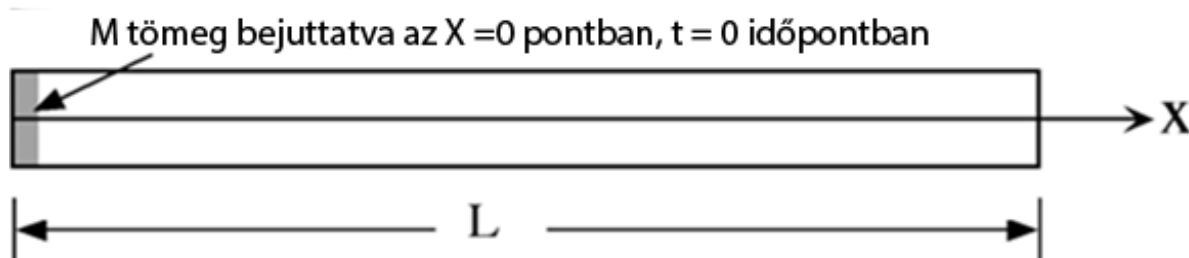 M tömeg bejuttatva az X =0 pontban, t = 0 időpontban
X
L